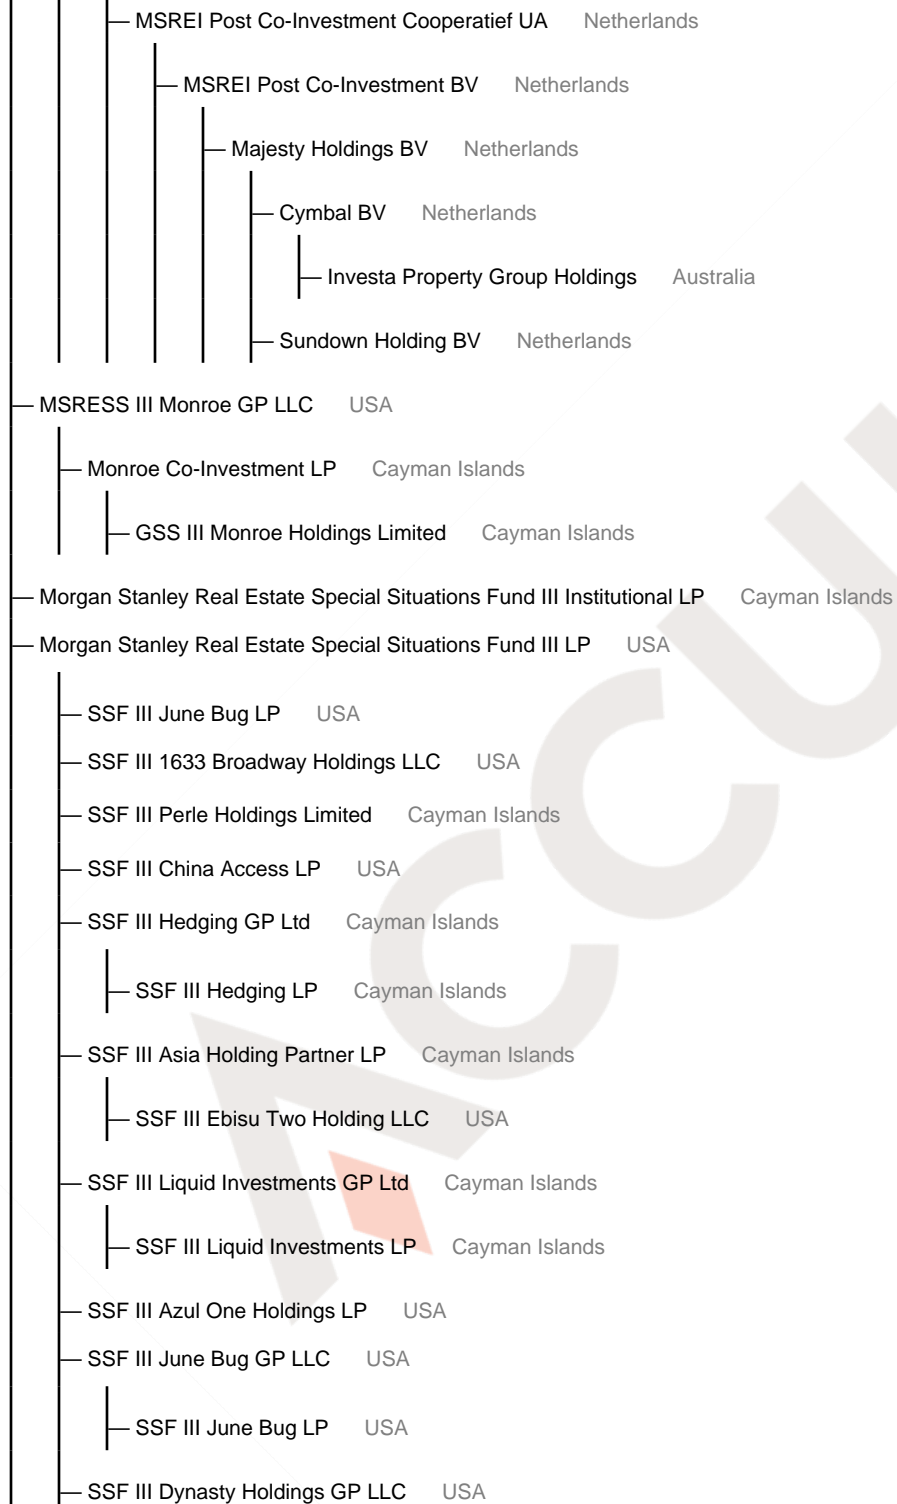 MSREI Post Co-Investment Cooperatief UA Netherlands
MSREI Post Co-Investment BV Netherlands
Majesty Holdings BV Netherlands
Cymbal BV Netherlands
Investa Property Group Holdings Australia
Sundown Holding BV Netherlands
MSRESS III Monroe GP LLC USA
Monroe Co-Investment LP Cayman Islands
GSS III Monroe Holdings Limited Cayman Islands
Morgan Stanley Real Estate Special Situations Fund III Institutional LP Cayman Islands
Morgan Stanley Real Estate Special Situations Fund III LP USA
SSF III June Bug LP USA
SSF III 1633 Broadway Holdings LLC USA
SSF III Perle Holdings Limited Cayman Islands
SSF III China Access LP USA
SSF III Hedging GP Ltd Cayman Islands
SSF III Hedging LP Cayman Islands
SSF III Asia Holding Partner LP Cayman Islands
SSF III Ebisu Two Holding LLC USA
SSF III Liquid Investments GP Ltd Cayman Islands
SSF III Liquid Investments LP Cayman Islands
SSF III Azul One Holdings LP USA
SSF III June Bug GP LLC USA
SSF III June Bug LP USA
SSF III Dynasty Holdings GP LLC USA
ACCU